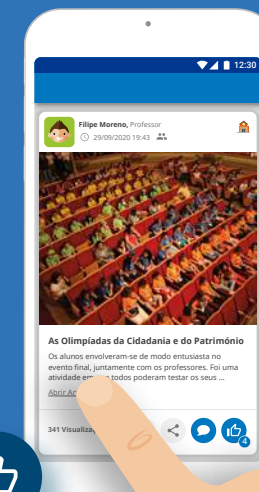 12:30
Filipe Moreno, Professor
29/09/2020 19:43
As Olimpíadas da Cidadania e do Património
Os alunos envolveram-se de modo entusiasta no
evento final, juntamente com os professores. Foi uma
atividade em todos poderam testar os seus ...
Abrir
341
4